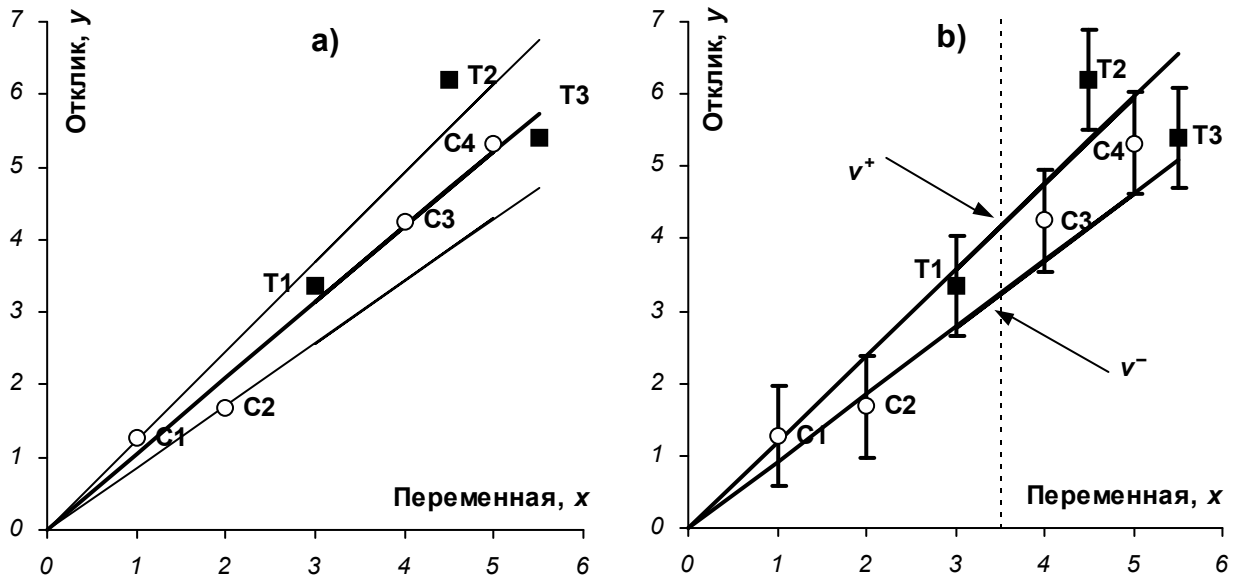 a)
Отклик, y
7
6
5
4
3
2
1
0
T2
T3
C4
C3
T1
C2
C1
Переменная, x
0 1 2 3 4 5 6
b)
Отклик, y
7
6
5
4
3
2
1
0
T2
T3
C4
v+
C3
T1
v−
C2
C1
Переменная, x
0 1 2 3 4 5 6